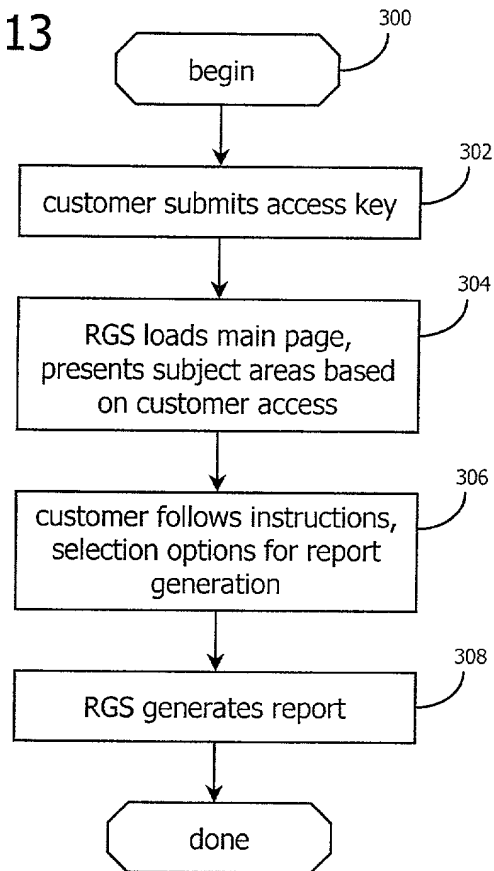 13
300
begin
302
customer submits access key
304
RGS loads main page,
presents subject areas based
on customer access
306
customer follows instructions,
selection options for report
generation
308
RGS generates report
done